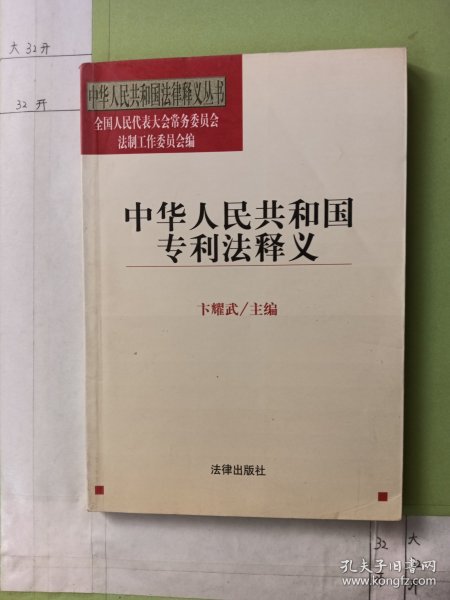 大32开
32开
中华人民共和国法律释义丛书
全国人民代表大会常务委员会
法制工作委员会编
中华人民共和国
专利法释义
卞耀武/主编
法律出版社
32
大
32
开
孔夫子旧书网
www.kongfz.com